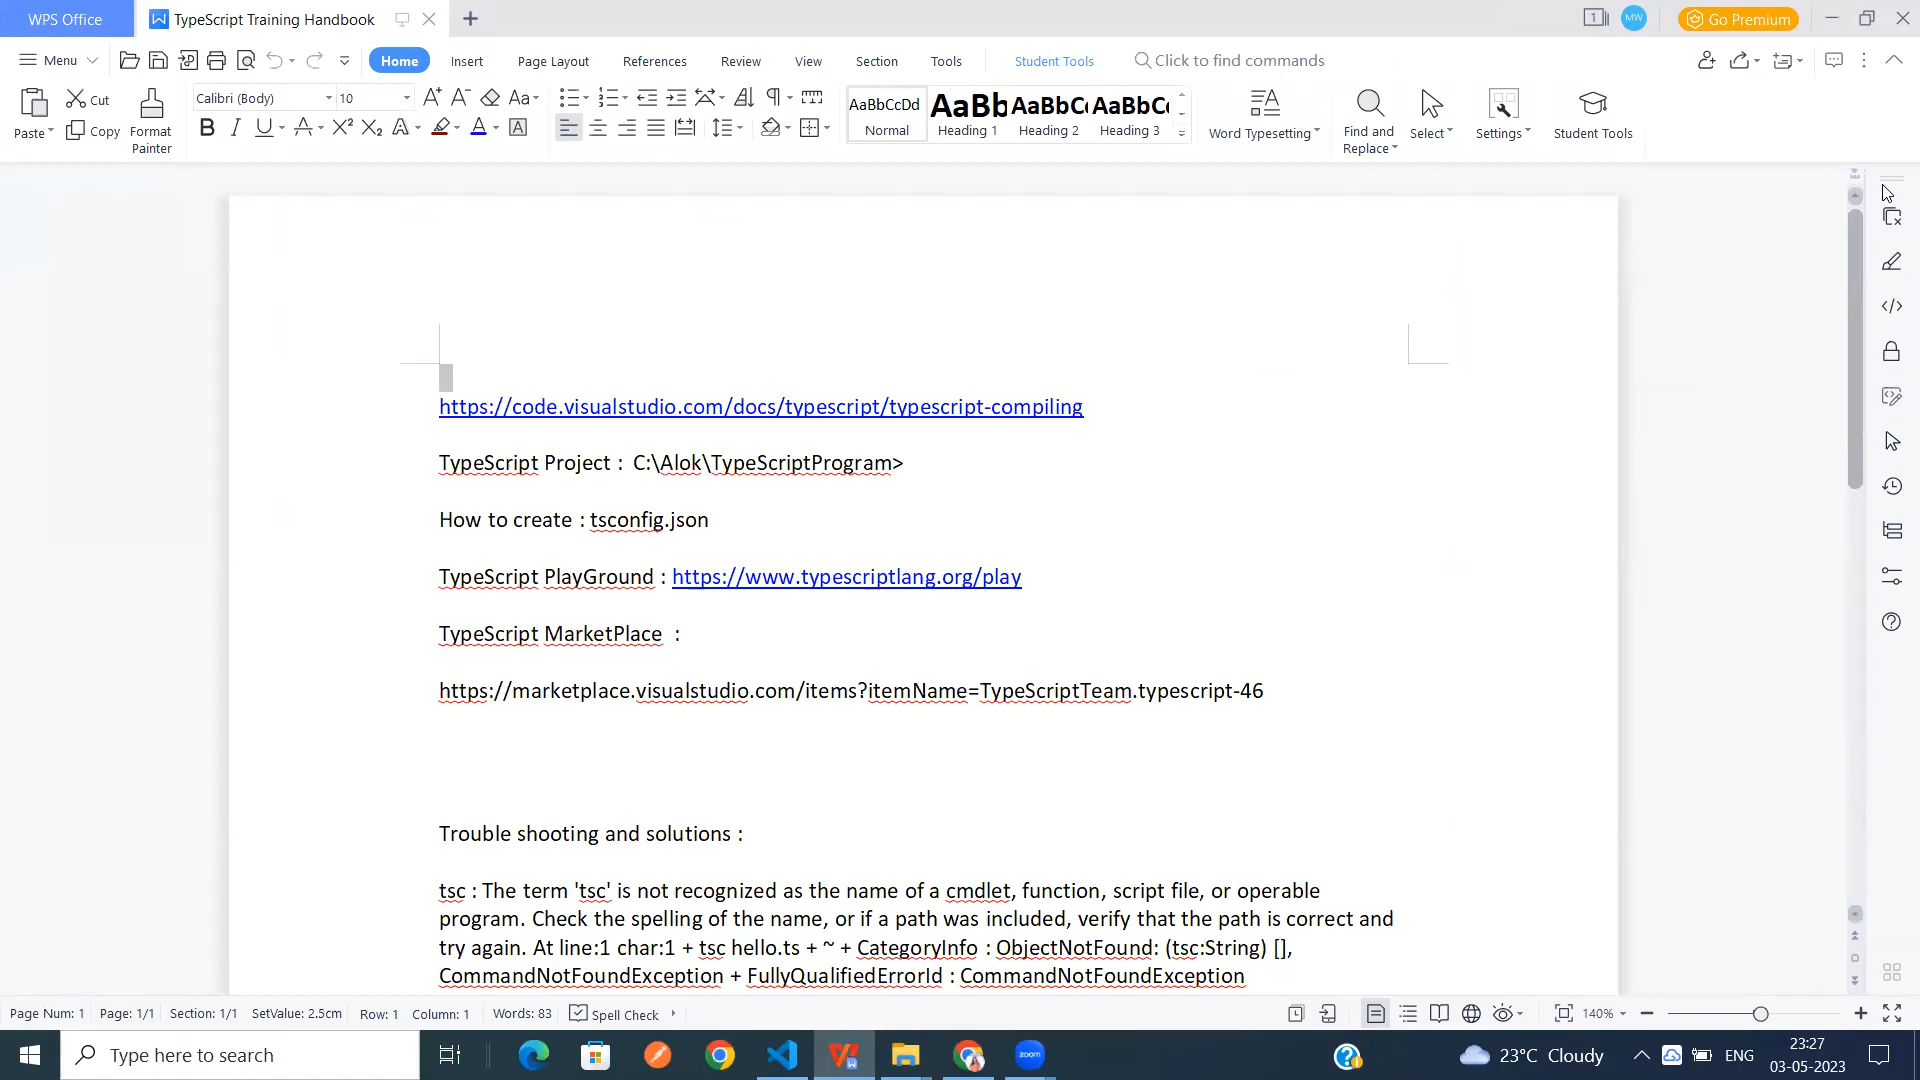 WPS Office
TypeScript Training Handbook
1
MW
Go Premium
Menu
Home
Insert
Page Layout
References
Review
View
Section
Tools
Student Tools
Click to find commands
Paste
Cut
Copy
Format
Painter
Calibri (Body)
10
AaBbCcDd
Normal
AaBb
Heading 1
AaBbC
Heading 2
AaBbC
Heading 3
Word Typesetting
Find and
Replace
Select
Settings
Student Tools
https://code.visualstudio.com/docs/typescript/typescript-compiling
TypeScript Project : C:\Alok\TypeScriptProgram>
How to create : tsconfig.json
TypeScript PlayGround : https://www.typescriptlang.org/play
TypeScript MarketPlace :
https://marketplace.visualstudio.com/items?itemName=TypeScriptTeam.typescript-46
Trouble shooting and solutions :
tsc : The term 'tsc' is not recognized as the name of a cmdlet, function, script file, or operable
program. Check the spelling of the name, or if a path was included, verify that the path is correct and
try again. At line:1 char:1 + tsc hello.ts + ~ + CategoryInfo : ObjectNotFound: (tsc:String) [],
CommandNotFoundException + FullyQualifiedErrorId : CommandNotFoundException
Page Num: 1
Page: 1/1
Section: 1/1
SetValue: 2.5cm
Row: 1
Column: 1
Words: 83
Spell Check
140%
Type here to search
zoom
23°C Cloudy
ENG
23:27
03-05-2023